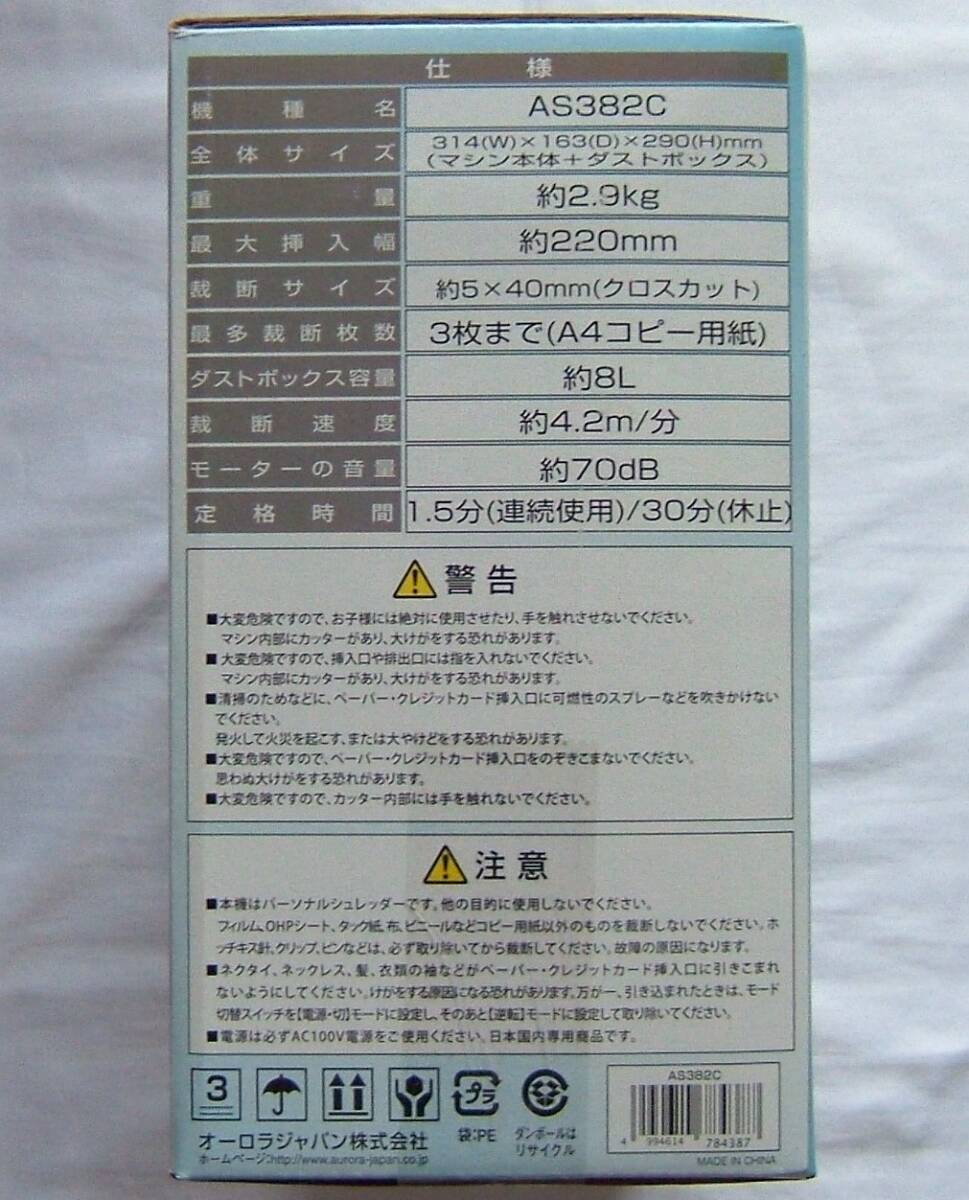 仕様
機種名 AS382C
全体サイズ 314(W)×163(D)×290(H)mm
(マシン本体+ダストボックス)
重量 約2.9kg
最大挿入幅 約220mm
裁断サイズ 約5×40mm(クロスカット)
最多裁断枚数 3枚まで(A4コピー用紙)
ダストボックス容量 約8L
裁断速度 約4.2m/分
モーターの音量 約70dB
定格時間 1.5分(連続使用)/30分(休止)
警告
■大変危険ですので、お子様には絶対に使用させたり、手を触れさせないでください。
マシン内部にカッターがあり、大けがをする恐れがあります。
■大変危険ですので、挿入口や排出口には指を入れないでください。
マシン内部にカッターがあり、大けがをする恐れがあります。
■清掃のためなどに、ペーパー・クレジットカード挿入口に可燃性のスプレーなどを吹きかけない
でください。
発火して火災を起こす、または大やけどをする恐れがあります。
■大変危険ですので、ペーパー・クレジットカード挿入口をのぞきこまないでください。
思わぬ大けがをする恐れがあります。
■大変危険ですので、カッター内部には手を触れないでください。
注意
■本機はパーソナルシュレッダーです。他の目的に使用しないでください。
フィルム、OHPシート、タック紙、布、ビニールなどコピー用紙以外のものを裁断しないでください。ホ
ッチキス針、クリップ、ピンなどは、必ず取り除いてから裁断してください。故障の原因になります。
■ネクタイ、ネックレス、髪、衣類の袖などがペーパー・クレジットカード挿入口に引きこまれ
ないようにしてください。けがをする原因になる恐れがあります。万が一、引き込まれたときは、モード
切替スイッチを【電源・切】モードに設定し、そのあと【逆転】モードに設定して取り除いてください。
■電源は必ずAC100V電源をご使用ください。日本国内専用商品です。
3
プラ
袋:PE
ダンボールは
リサイクル
オーロラジャパン株式会社
ホームページ:http://www.aurora-japan.co.jp
AS382C
4 994614 784387
MADE IN CHINA